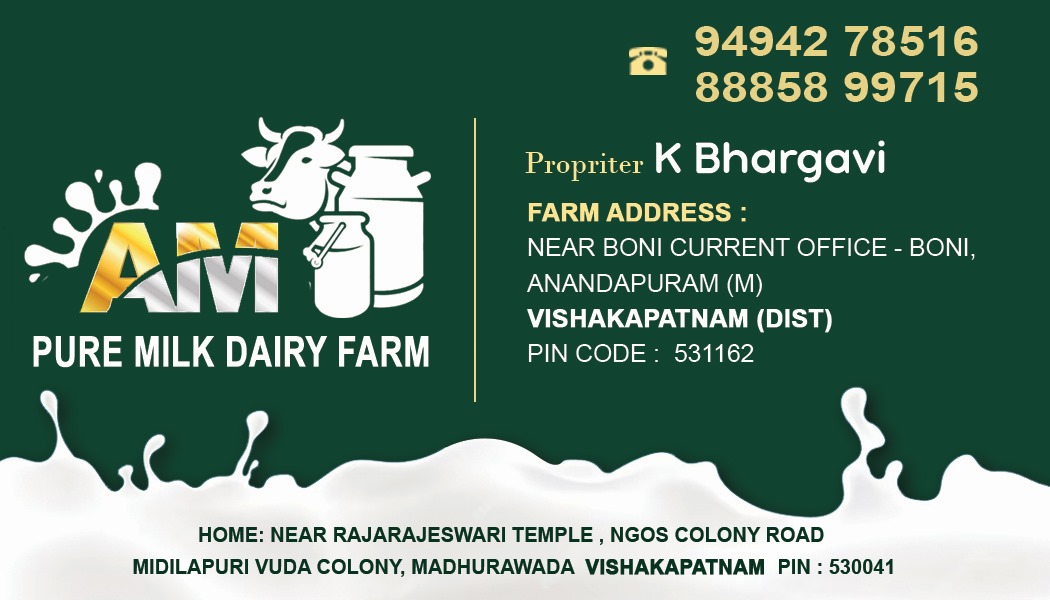 94942 78516
88858 99715
AM
PURE MILK DAIRY FARM
Propriter K Bhargavi
FARM ADDRESS :
NEAR BONI CURRENT OFFICE - BONI,
ANANDAPURAM (M)
VISHAKAPATNAM (DIST)
PIN CODE : 531162
HOME: NEAR RAJARAJESWARI TEMPLE , NGOS COLONY ROAD
MIDILAPURI VUDA COLONY, MADHURAWADA VISHAKAPATNAM PIN : 530041